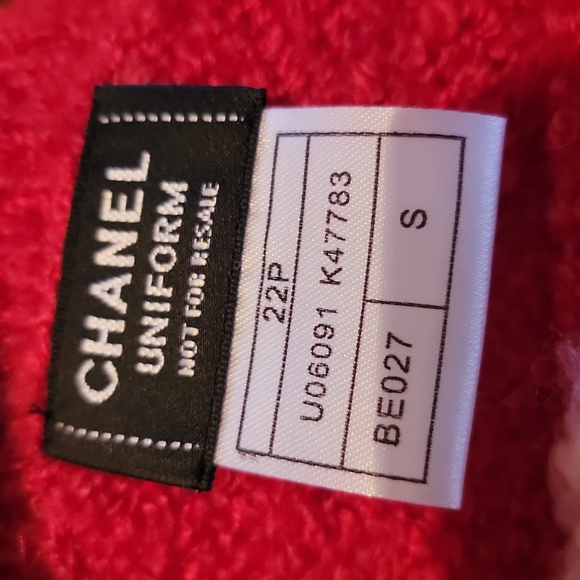 CHANEL
UNIFORM
NOT FOR RESALE
22P
U06091 K47783
BE027 S